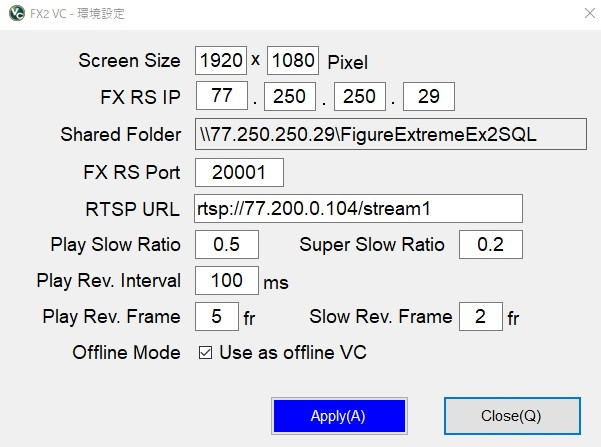 VC FX2 VC - 環境設定
Screen Size 1920 x 1080 Pixel
FX RS IP 77 . 250 . 250 . 29
Shared Folder \\77.250.250.29\FigureExtremeEx2SQL
FX RS Port 20001
RTSP URL rtsp://77.200.0.104/stream1
Play Slow Ratio 0.5 Super Slow Ratio 0.2
Play Rev. Interval 100 ms
Play Rev. Frame 5 fr Slow Rev. Frame 2 fr
Offline Mode Use as offline VC
Apply(A) Close(Q)